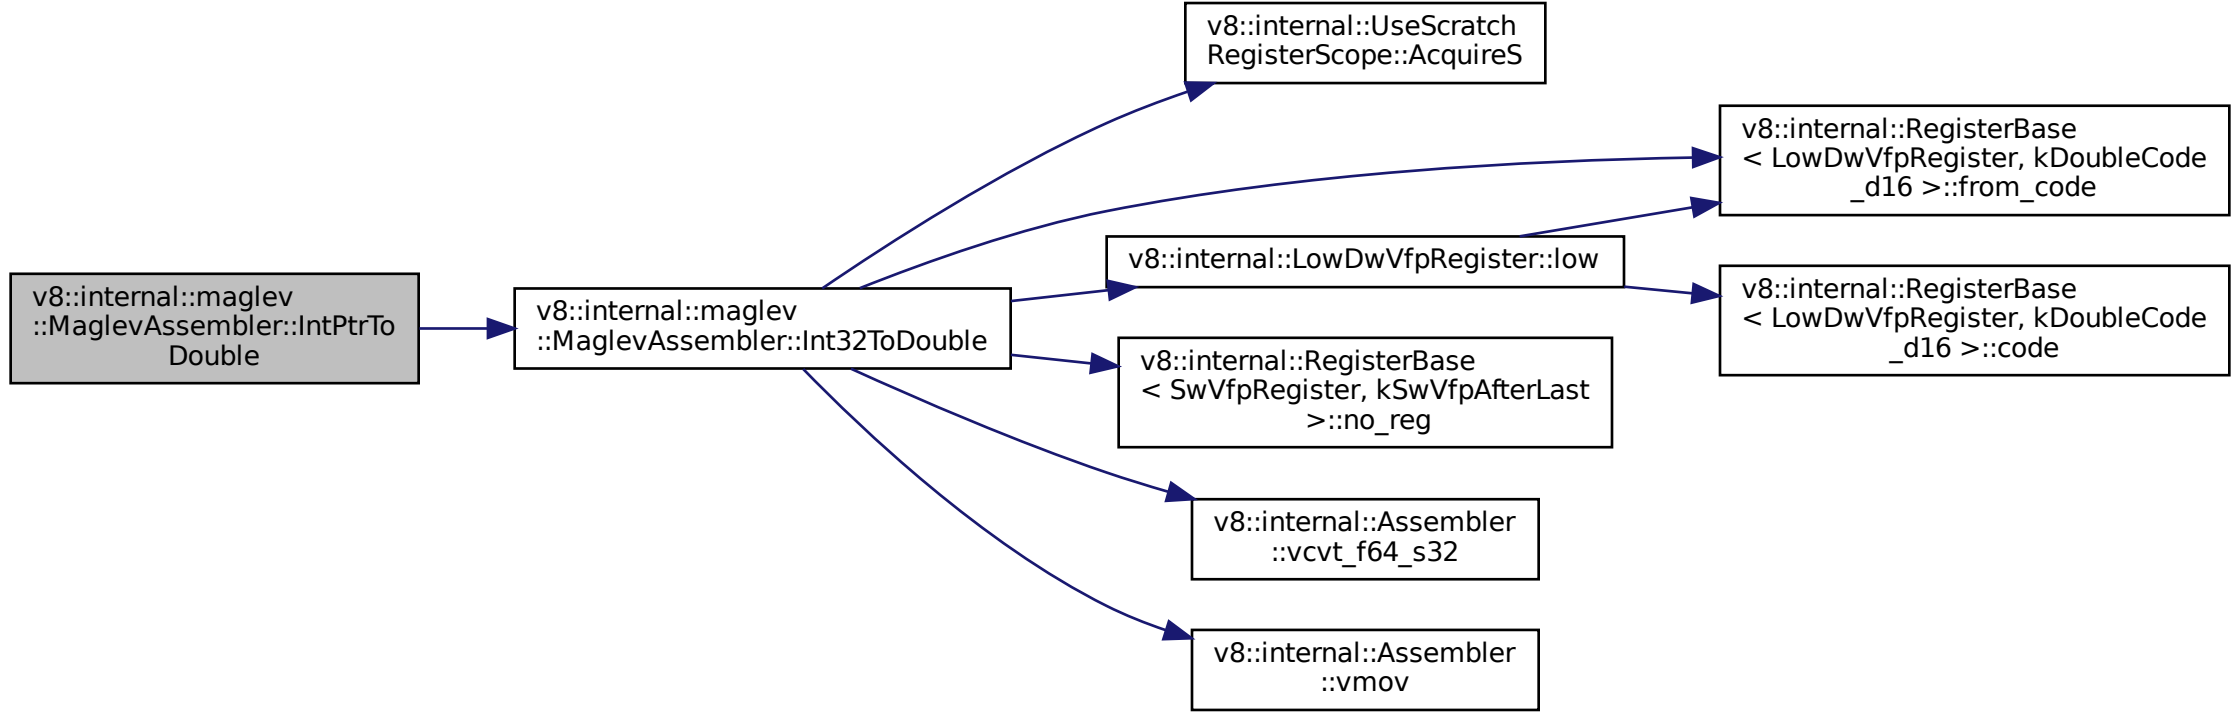 v8::internal::maglev
::MaglevAssembler::IntPtrTo
Double
v8::internal::maglev
::MaglevAssembler::Int32ToDouble
v8::internal::UseScratch
RegisterScope::AcquireS
v8::internal::RegisterBase
< LowDwVfpRegister, kDoubleCode
_d16 >::from_code
v8::internal::LowDwVfpRegister::low
v8::internal::RegisterBase
< LowDwVfpRegister, kDoubleCode
_d16 >::code
v8::internal::RegisterBase
< SwVfpRegister, kSwVfpAfterLast
>::no_reg
v8::internal::Assembler
::vcvt_f64_s32
v8::internal::Assembler
::vmov